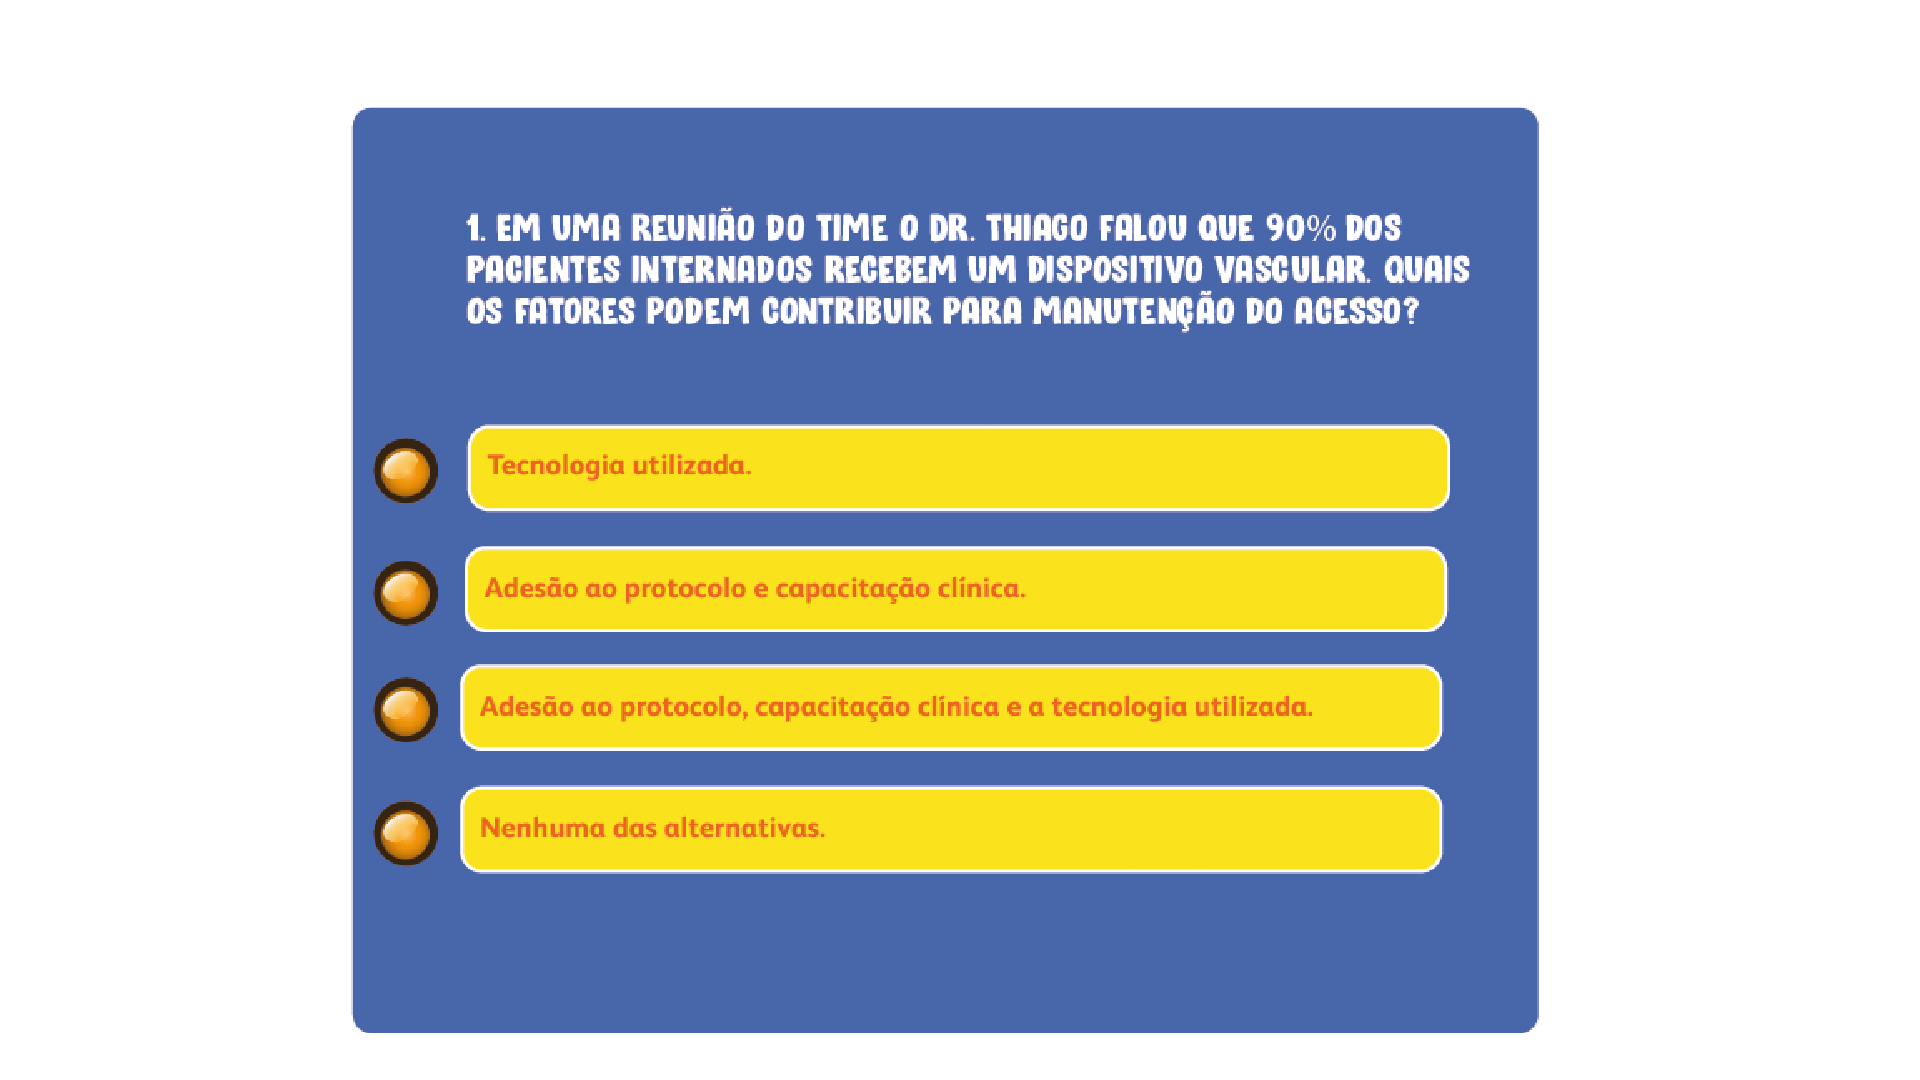 1. EM UMA REUNIÃO DO TIME O DR. THIAGO FALOU QUE 90% DOS
PACIENTES INTERNADOS RECEBEM UM DISPOSITIVO VASCULAR. QUAIS
OS FATORES PODEM CONTRIBUIR PARA MANUTENÇÃO DO ACESSO?
Tecnologia utilizada.
Adesão ao protocolo e capacitação clínica.
Adesão ao protocolo, capacitação clínica e a tecnologia utilizada.
Nenhuma das alternativas.